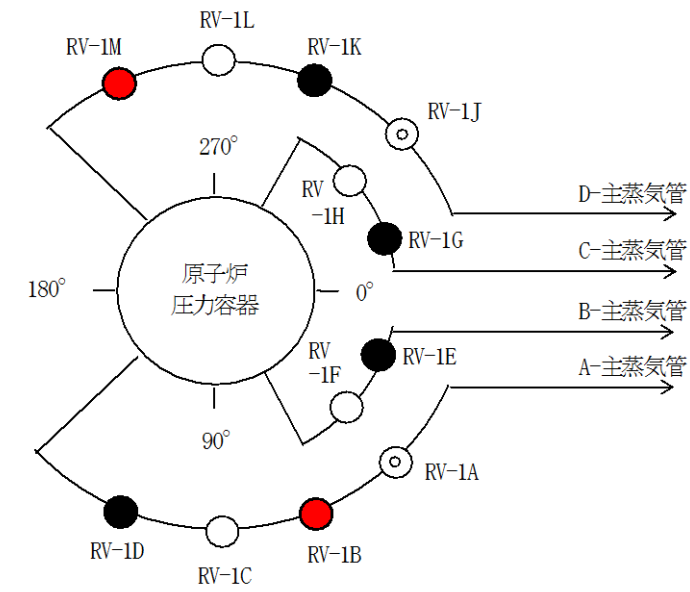 RV-1L
RV-1M
RV-1K
RV-1J
270°
RV
-1H
D-主蒸気管
RV-1G
C-主蒸気管
原子炉
圧力容器
180°
0°
B-主蒸気管
RV
-1F
RV-1E
A-主蒸気管
90°
RV-1A
RV-1D
RV-1B
RV-1C